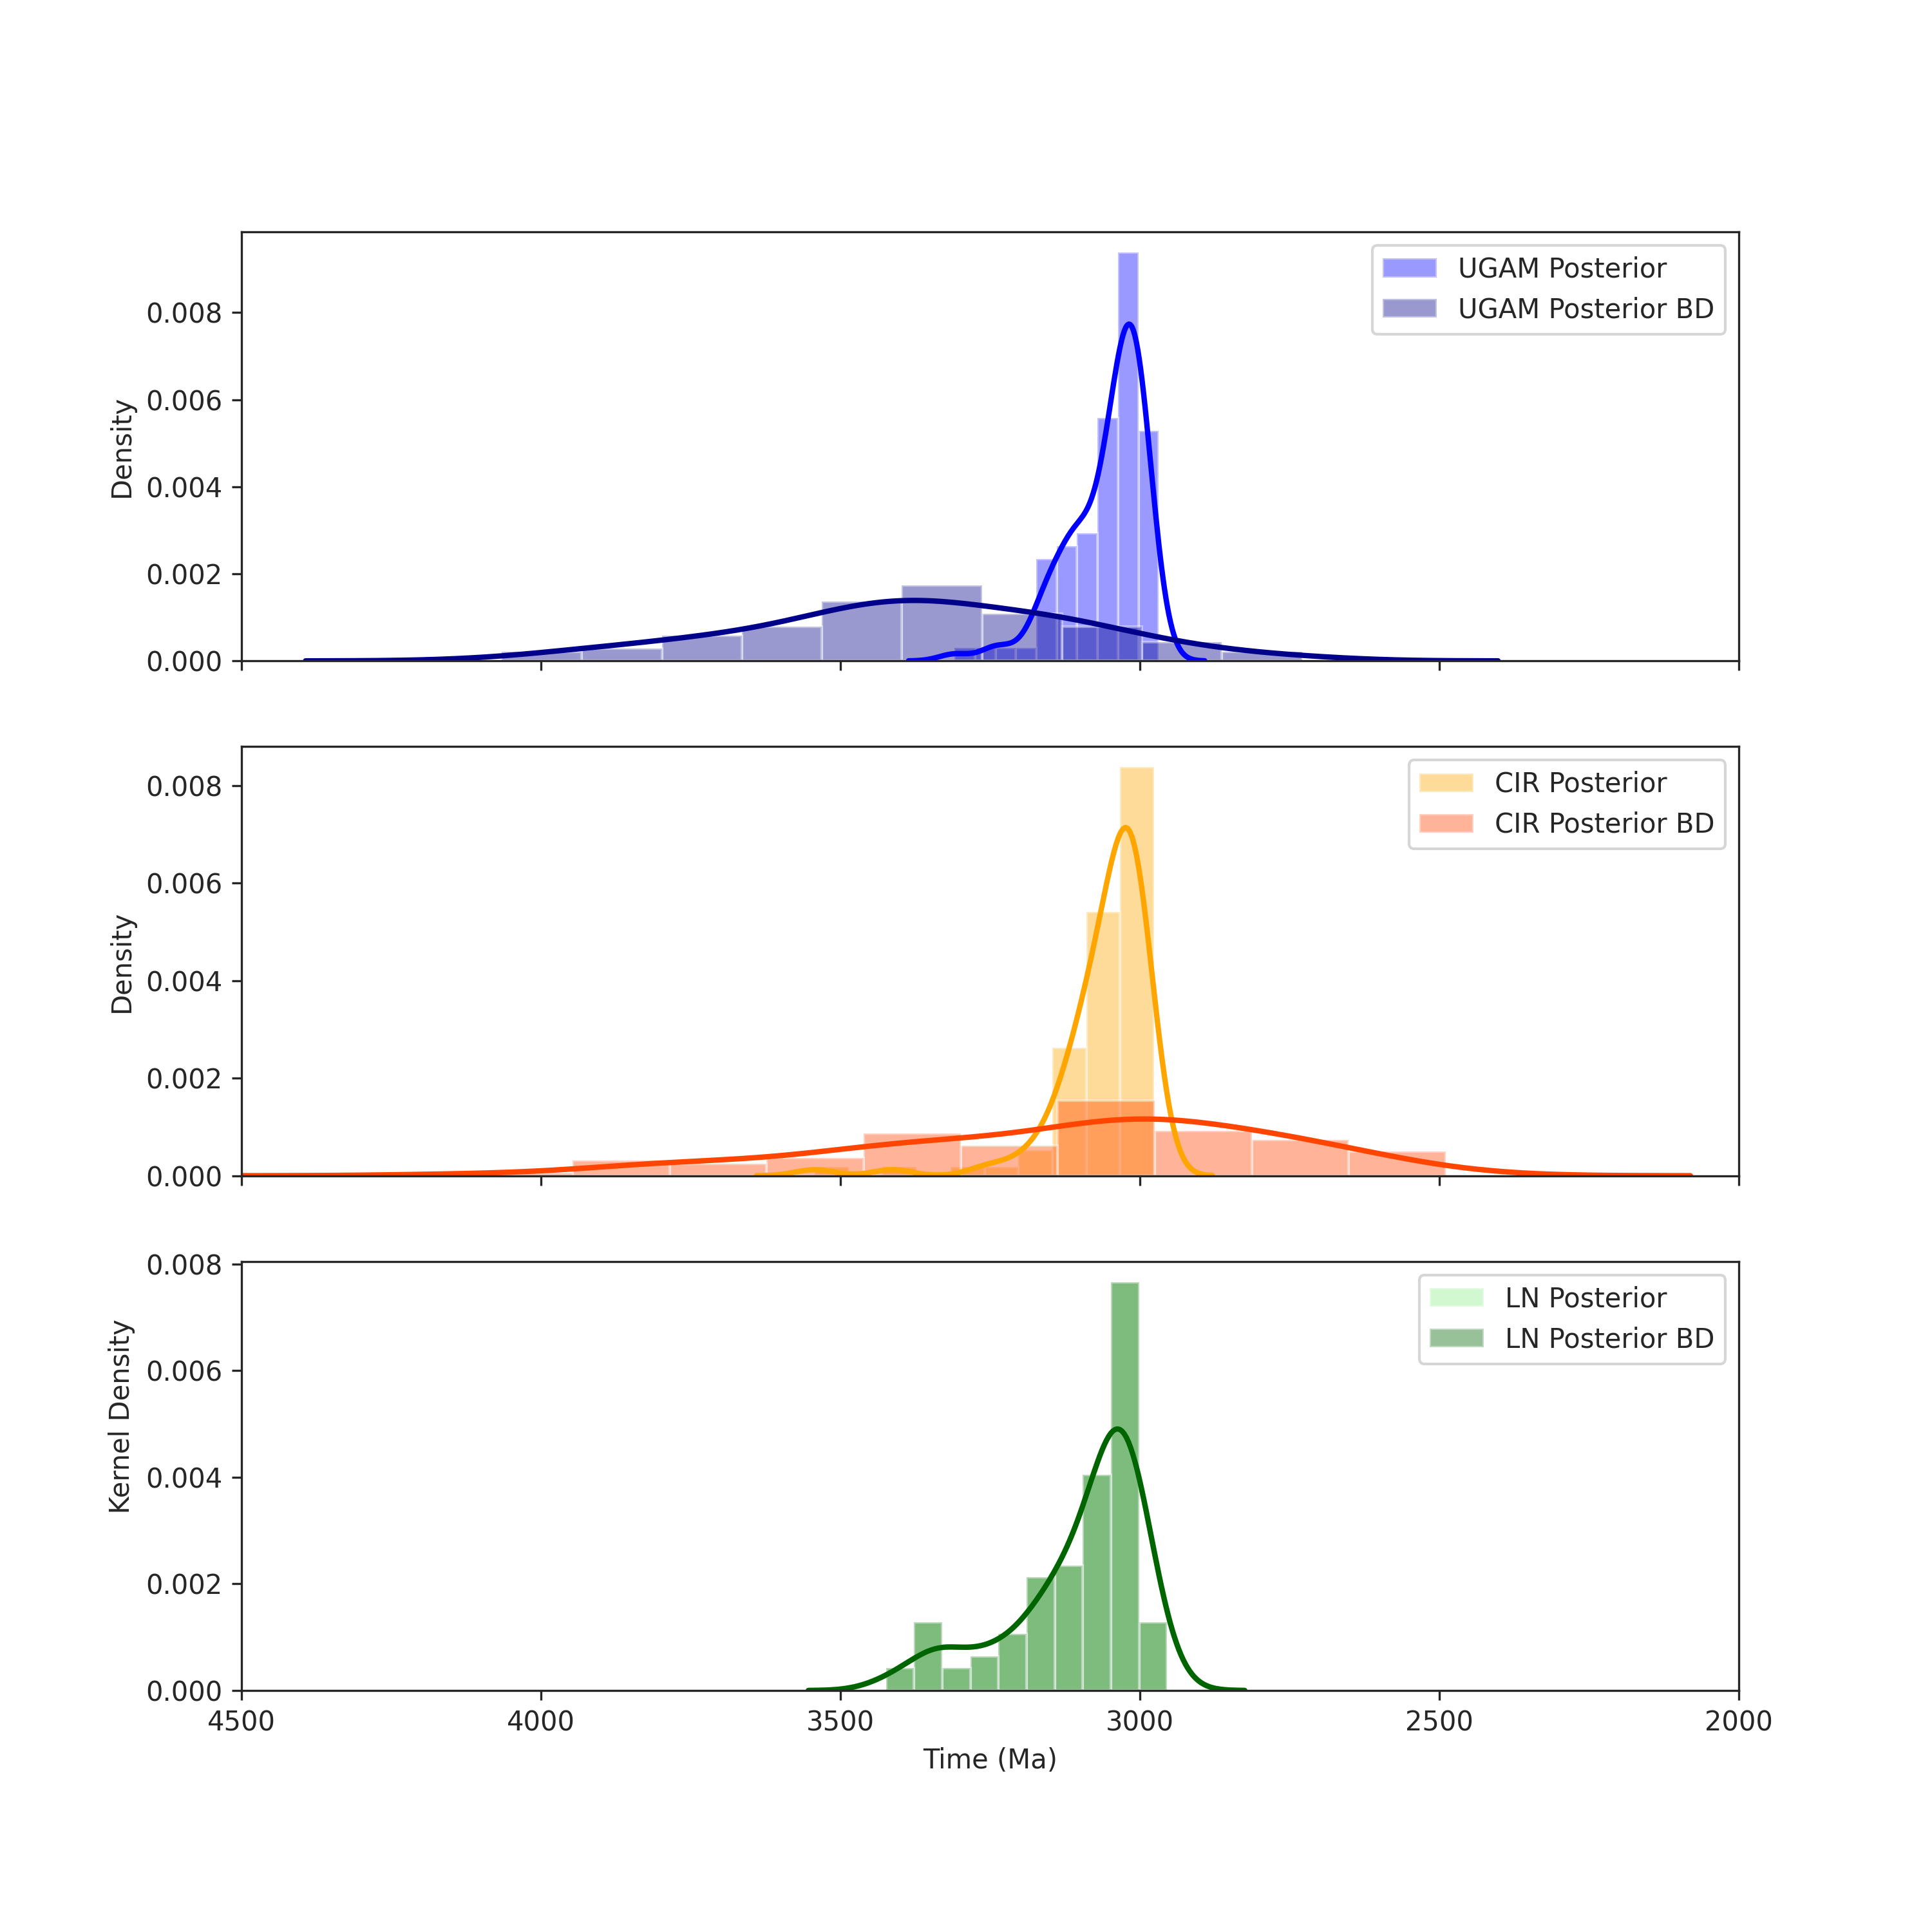 UGAM Posterior
UGAM Posterior BD
0.008
0.006
0.004
0.002
0.000
Density
CIR Posterior
CIR Posterior BD
0.008
0.006
0.004
0.002
0.000
Density
LN Posterior
LN Posterior BD
0.008
0.006
0.004
0.002
0.000
Kernel Density
4500 4000 3500 3000 2500 2000
Time (Ma)